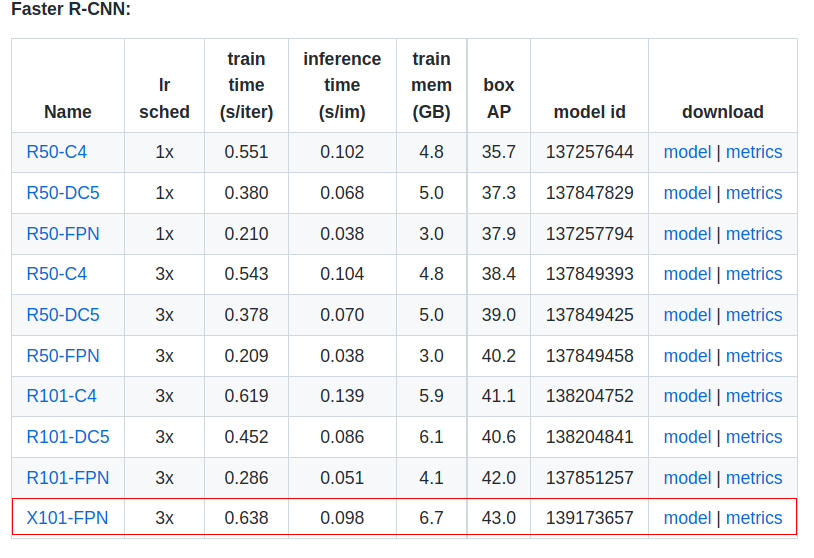 Faster R-CNN:
Name lr sched train time (s/iter) inference time (s/im) train mem (GB) box AP model id download
R50-C4 1x 0.551 0.102 4.8 35.7 137257644 model | metrics
R50-DC5 1x 0.380 0.068 5.0 37.3 137847829 model | metrics
R50-FPN 1x 0.210 0.038 3.0 37.9 137257794 model | metrics
R50-C4 3x 0.543 0.104 4.8 38.4 137849393 model | metrics
R50-DC5 3x 0.378 0.070 5.0 39.0 137849425 model | metrics
R50-FPN 3x 0.209 0.038 3.0 40.2 137849458 model | metrics
R101-C4 3x 0.619 0.139 5.9 41.1 138204752 model | metrics
R101-DC5 3x 0.452 0.086 6.1 40.6 138204841 model | metrics
R101-FPN 3x 0.286 0.051 4.1 42.0 137851257 model | metrics
X101-FPN 3x 0.638 0.098 6.7 43.0 139173657 model | metrics